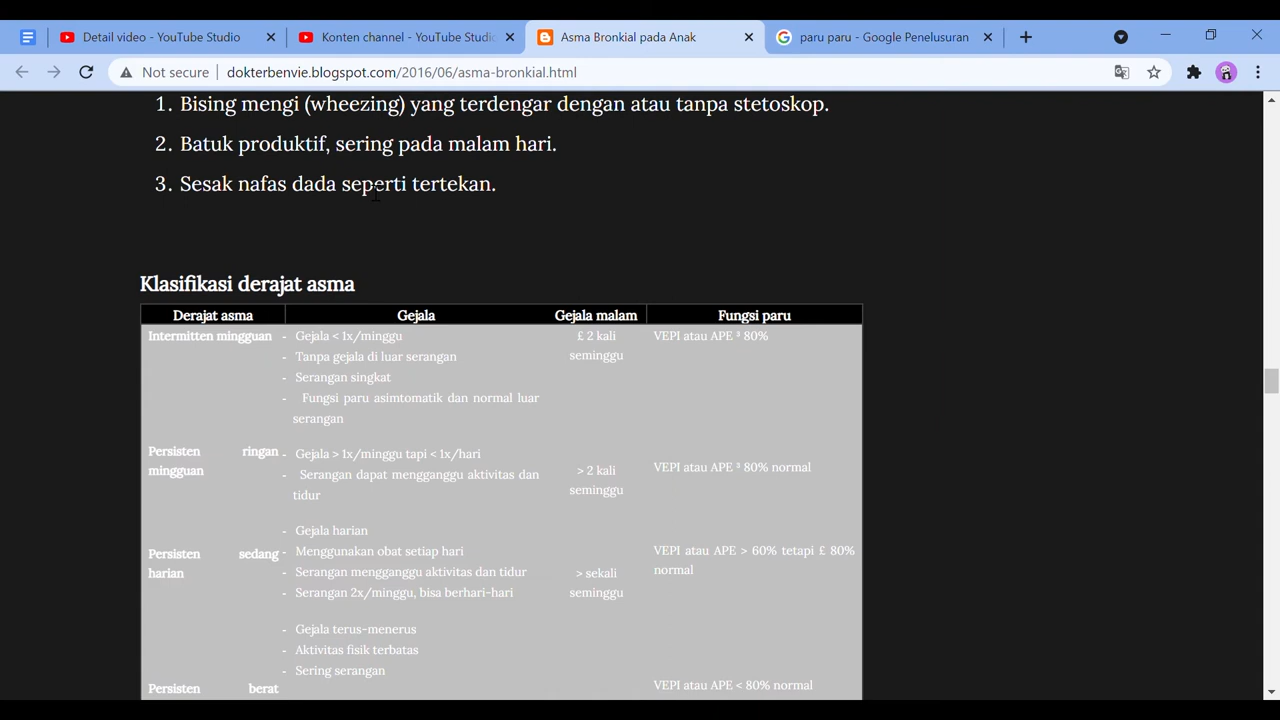 Detail video - YouTube Studio
Konten channel - YouTube Studio
Asma Bronkial pada Anak
paru paru - Google Penelusuran
Not secure
dokterbenvie.blogspot.com/2016/06/asma-bronkial.html
1. Bising mengi (wheezing) yang terdengar dengan atau tanpa stetoskop.
2. Batuk produktif, sering pada malam hari.
3. Sesak nafas dada seperti tertekan.
Klasifikasi derajat asma
Derajat asma
Gejala
Gejala malam
Fungsi paru
Intermitten mingguan
- Gejala < 1x/minggu
- Tanpa gejala di luar serangan
- Serangan singkat
- Fungsi paru asimtomatik dan normal luar
serangan
£ 2 kali
seminggu
VEPI atau APE ³ 80%
Persisten ringan
mingguan
- Gejala > 1x/minggu tapi < 1x/hari
- Serangan dapat mengganggu aktivitas dan
tidur
> 2 kali
seminggu
VEPI atau APE ³ 80% normal
Persisten sedang
harian
- Gejala harian
- Menggunakan obat setiap hari
- Serangan mengganggu aktivitas dan tidur
- Serangan 2x/minggu, bisa berhari-hari
> sekali
seminggu
VEPI atau APE > 60% tetapi £ 80%
normal
Persisten berat
- Gejala terus-menerus
- Aktivitas fisik terbatas
- Sering serangan
VEPI atau APE < 80% normal